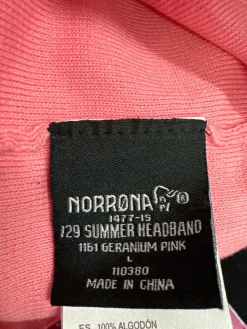 NORRØNA ®
1477-15
/29 SUMMER HEADBAND
1161 GERANIUM PINK
L
110380
MADE IN CHINA
ES 100% ALGODÓN